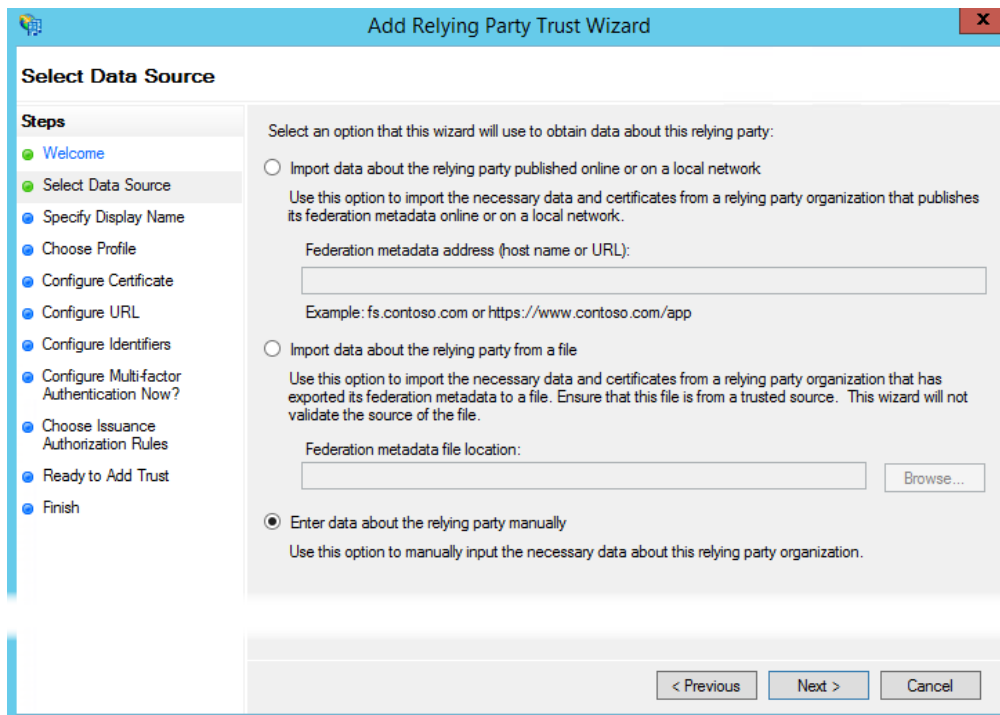 Add Relying Party Trust Wizard
x
Select Data Source
Steps
Welcome
Select Data Source
Specify Display Name
Choose Profile
Configure Certificate
Configure URL
Configure Identifiers
Configure Multi-factor
Authentication Now?
Choose Issuance
Authorization Rules
Ready to Add Trust
Finish
Select an option that this wizard will use to obtain data about this relying party:
Import data about the relying party published online or on a local network
Use this option to import the necessary data and certificates from a relying party organization that publishes
its federation metadata online or on a local network.
Federation metadata address (host name or URL):
Example: fs.contoso.com or https://www.contoso.com/app
Import data about the relying party from a file
Use this option to import the necessary data and certificates from a relying party organization that has
exported its federation metadata to a file. Ensure that this file is from a trusted source.  This wizard will not
validate the source of the file.
Federation metadata file location:
Browse...
Enter data about the relying party manually
Use this option to manually input the necessary data about this relying party organization.
< Previous
Next >
Cancel